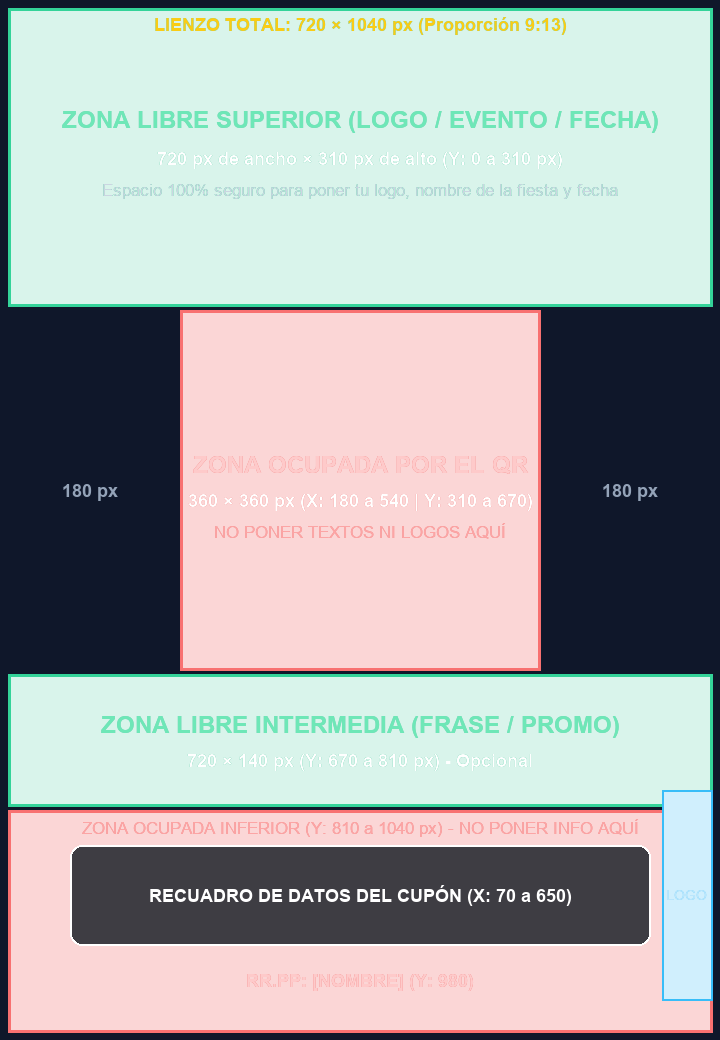 LIENZO TOTAL: 720 × 1040 px (Proporción 9:13)
ZONA LIBRE SUPERIOR (LOGO / EVENTO / FECHA)
720 px de ancho × 310 px de alto (Y: 0 a 310 px)
Espacio 100% seguro para poner tu logo, nombre de la fiesta y fecha
ZONA OCUPADA POR EL QR
360 × 360 px (X: 180 a 540 | Y: 310 a 670)
NO PONER TEXTOS NI LOGOS AQUÍ
180 px
180 px
ZONA LIBRE INTERMEDIA (FRASE / PROMO)
720 × 140 px (Y: 670 a 810 px) - Opcional
ZONA OCUPADA INFERIOR (Y: 810 a 1040 px) - NO PONER INFO AQUÍ
RECUADRO DE DATOS DEL CUPÓN (X: 70 a 650)
LOGO
RR.PP: [NOMBRE] (Y: 980)